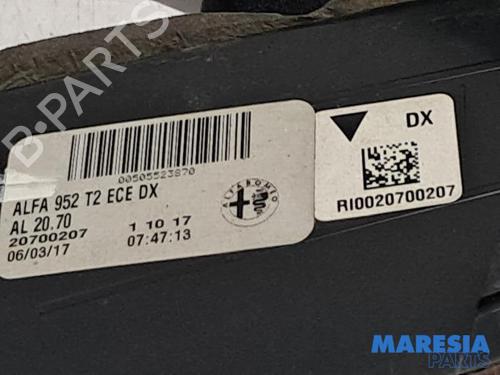 B-PARTS
00505523870
ALFA 952 T2 ECE DX
AL 20.70
20700207 1 10 17
06/03/17 07:47:13
DX
RI0020700207
MARESIA
PARTS